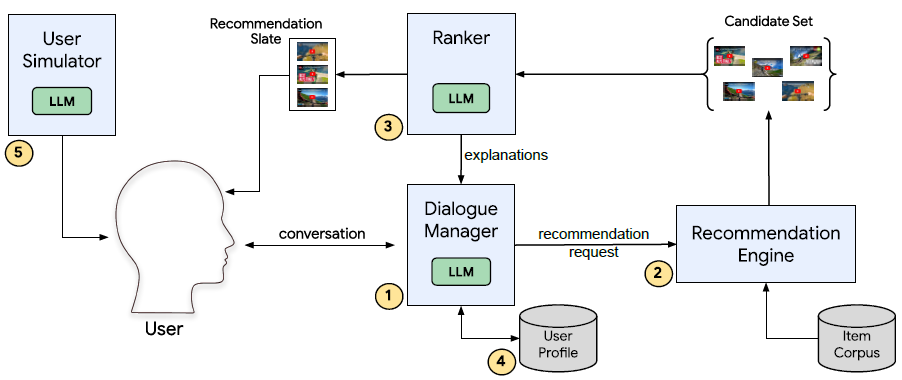 Recommendation
Slate
Candidate Set
User
Simulator
LLM
Ranker
LLM
3
5
explanations
Dialogue
Manager
LLM
conversation
recommendation
request
Recommendation
Engine
2
1
User
User
Profile
4
Item
Corpus